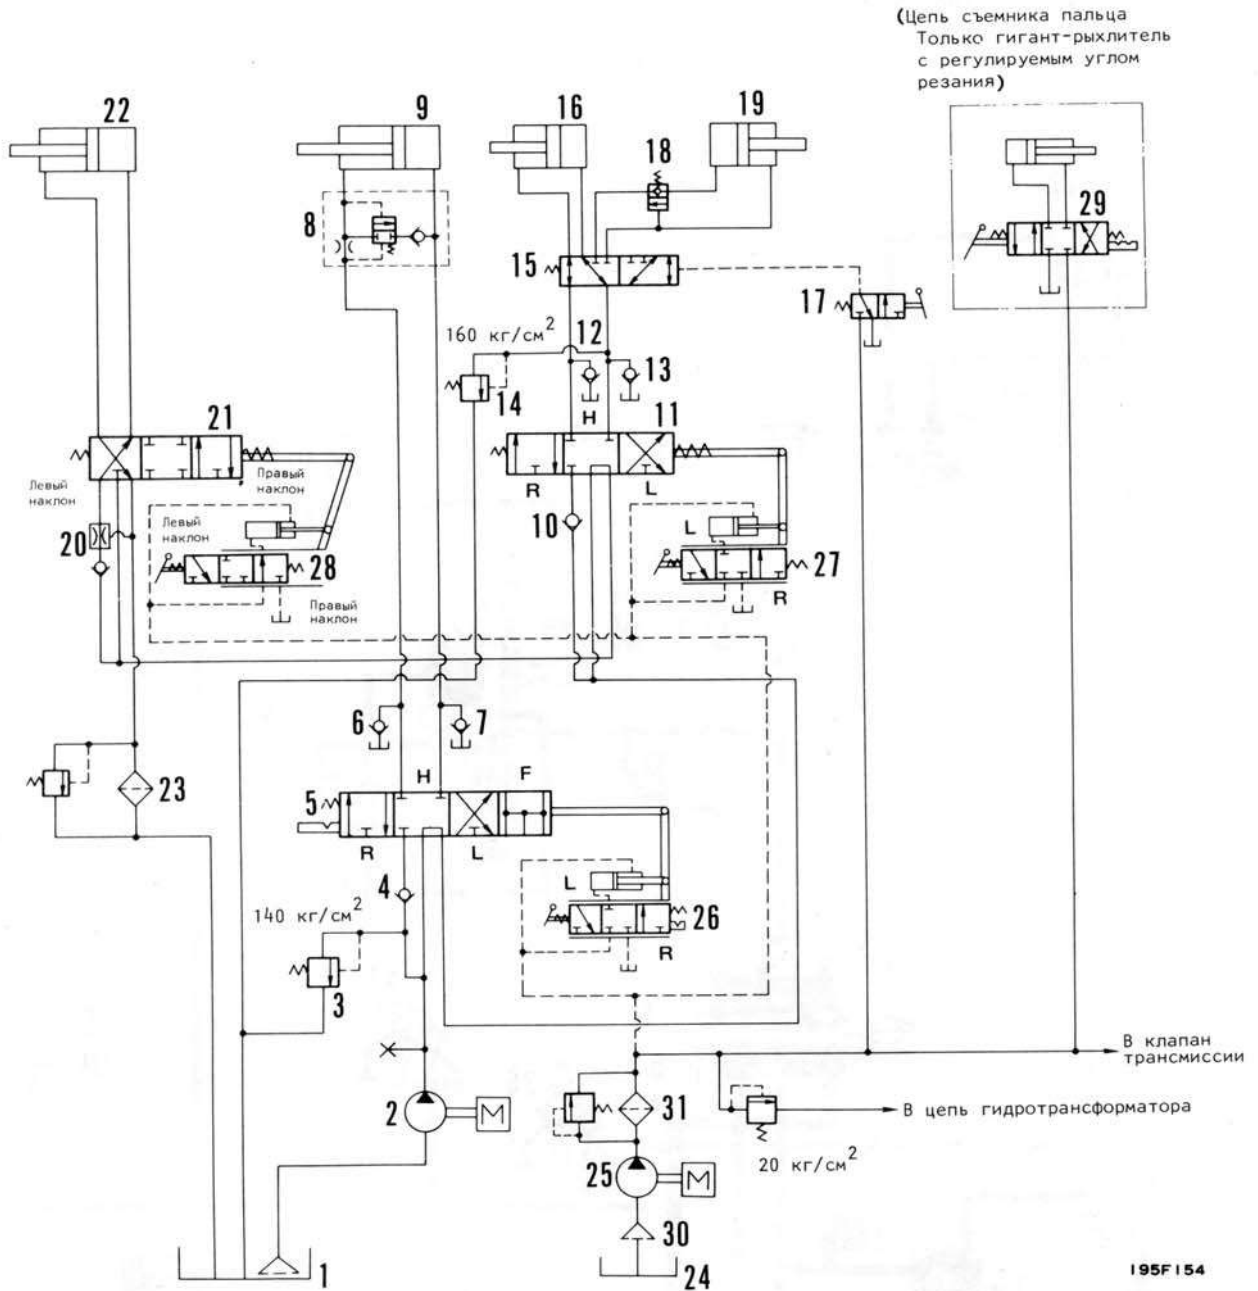 (Цепь съемника пальца
Только гигант-рыхлитель
с регулируемым углом
резания)
22
9
16
19
18
8
29
15
17
160 кг/см²
12
13
14
H
21
11
Левый
наклон
Правый
наклон
R
L
20
10
Левый
наклон
L
28
27
Правый
наклон
R
6
7
23
H
F
5
R
L
4
L
140 кг/см²
26
R
3
В клапан
трансмиссии
2
M
31
В цепь гидротрансформатора
20 кг/см²
25
M
30
1
24
195F154